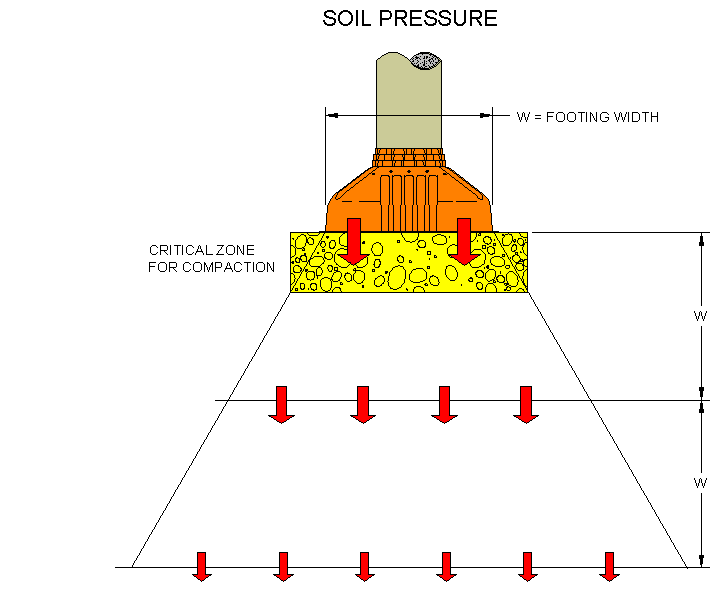 SOIL PRESSURE
W = FOOTING WIDTH
CRITICAL ZONE
FOR COMPACTION
W
W